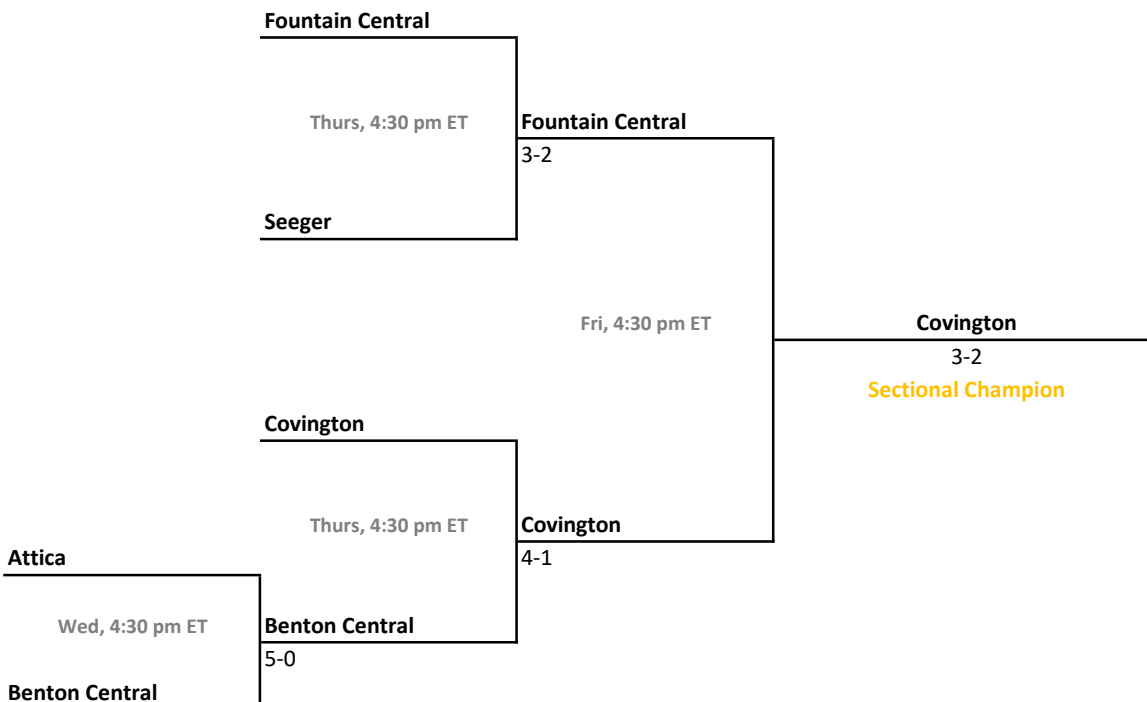 Fountain Central
Thurs, 4:30 pm ET
Fountain Central
3-2
Seeger
Fri, 4:30 pm ET
Covington
3-2
Sectional Champion
Covington
Thurs, 4:30 pm ET
Covington
4-1
Attica
Wed, 4:30 pm ET
Benton Central
5-0
Benton Central